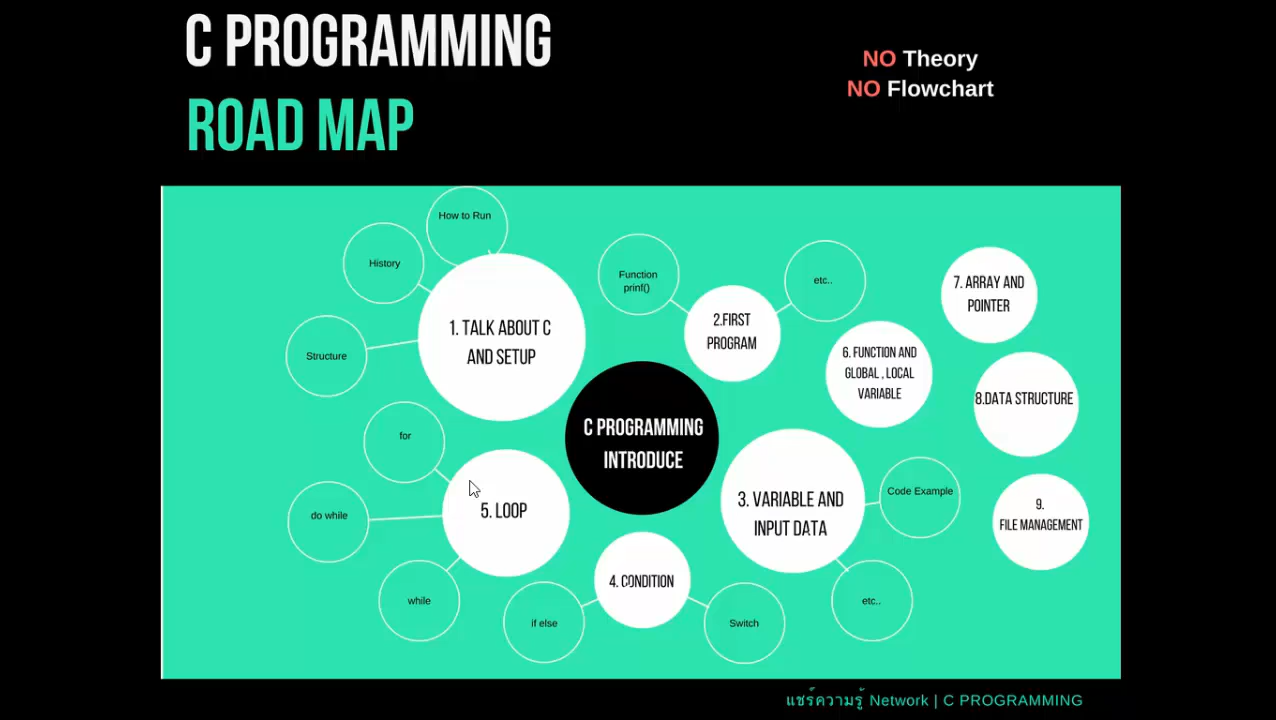 C PROGRAMMING
ROAD MAP
NO Theory
NO Flowchart
How to Run
History
Structure
1. TALK ABOUT C
AND SETUP
Function
prinf()
2.FIRST
PROGRAM
etc..
7. ARRAY AND
POINTER
6. FUNCTION AND
GLOBAL , LOCAL
VARIABLE
8.DATA STRUCTURE
C PROGRAMMING
INTRODUCE
for
do while
while
5. LOOP
3. VARIABLE AND
INPUT DATA
Code Example
etc..
9.
FILE MANAGEMENT
4. CONDITION
if else
Switch
แชร์ความรู้ Network | C PROGRAMMING